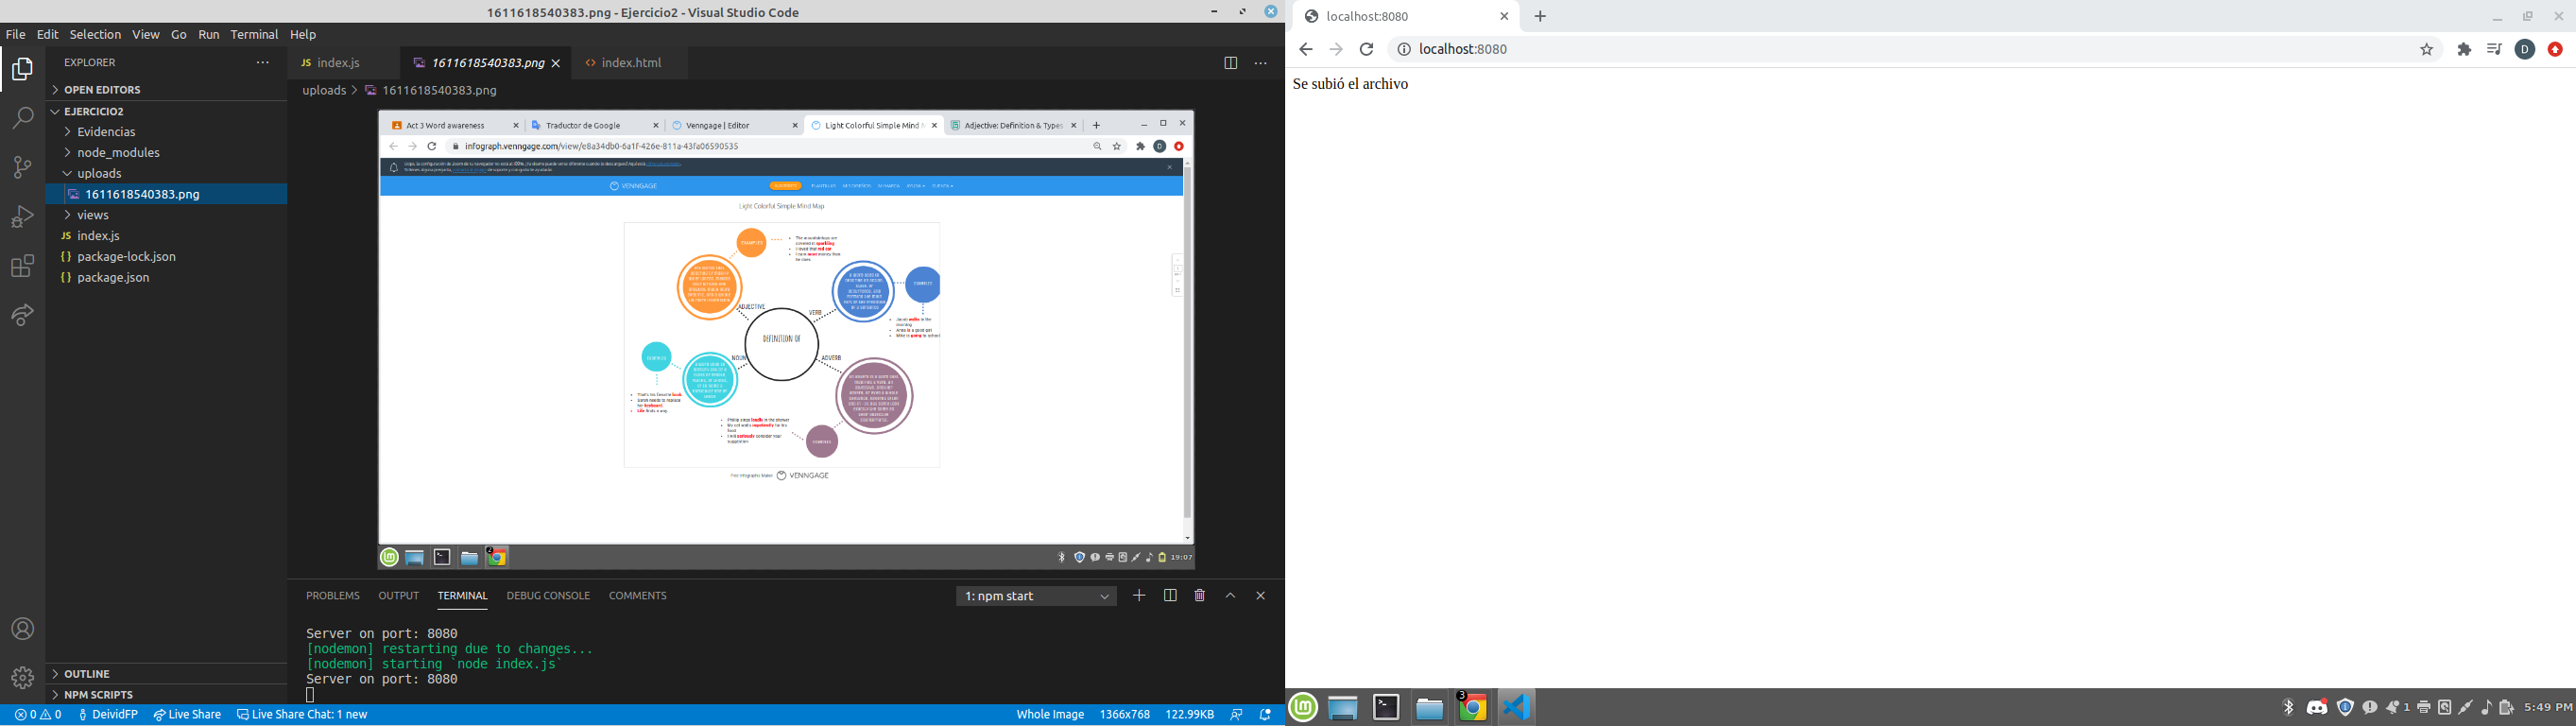 1611618540383.png - Ejercicio2 - Visual Studio Code
File Edit Selection View Go Run Terminal Help
EXPLORER
OPEN EDITORS
EJERCICIO2
Evidencias
node_modules
uploads
1611618540383.png
views
JS index.js
{ } package-lock.json
{ } package.json
OUTLINE
NPM SCRIPTS
JS index.js
1611618540383.png
<> index.html
uploads > 1611618540383.png
Act 3 Word awareness
Traductor de Google
Venngage | Editor
Light Colorful Simple Mind M
Adjective: Definition & Types
infograph.venngage.com/view/e8a34db0-6a1f-426e-811a-43fa06590535
VENNGAGE
Light Colorful Simple Mind Map
ADJECTIVE
VERB
DEFINITION OF
NOUN
ADVERB
Free Infographic Maker VENNGAGE
19:07
PROBLEMS OUTPUT TERMINAL DEBUG CONSOLE COMMENTS
1: npm start
Server on port: 8080
[nodemon] restarting due to changes...
[nodemon] starting `node index.js`
Server on port: 8080
0 0 DeividFP Live Share Live Share Chat: 1 new
Whole Image 1366x768 122.99KB
localhost:8080
localhost:8080
D
Se subió el archivo
3
1
5:49 PM